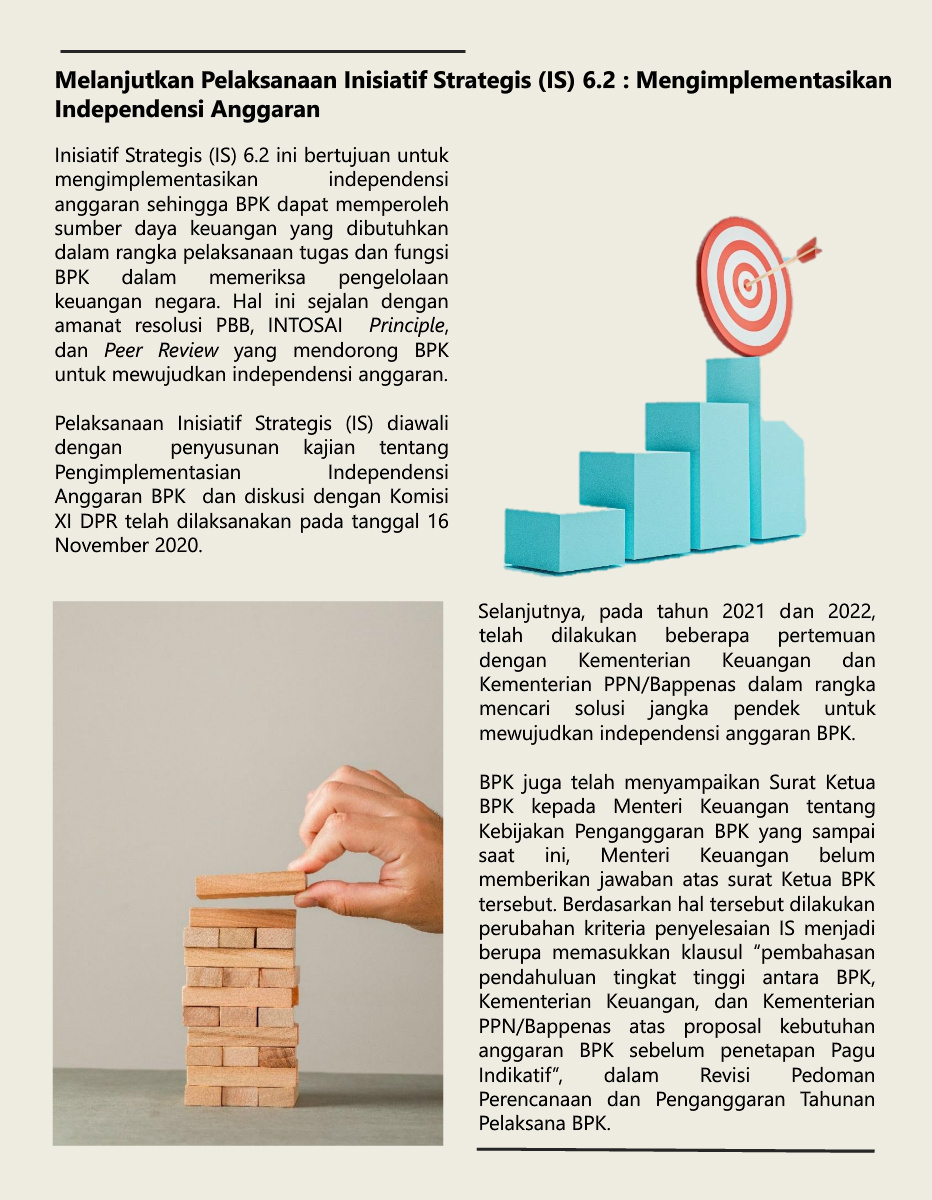 Melanjutkan Pelaksanaan Inisiatif Strategis (IS) 6.2 : Mengimplementasikan
Independensi Anggaran
Inisiatif Strategis (IS) 6.2 ini bertujuan untuk
mengimplementasikan independensi
anggaran sehingga BPK dapat memperoleh
sumber daya keuangan yang dibutuhkan
dalam rangka pelaksanaan tugas dan fungsi
BPK dalam memeriksa pengelolaan
keuangan negara. Hal ini sejalan dengan
amanat resolusi PBB, INTOSAI Principle,
dan Peer Review yang mendorong BPK
untuk mewujudkan independensi anggaran.
Pelaksanaan Inisiatif Strategis (IS) diawali
dengan penyusunan kajian tentang
Pengimplementasian Independensi
Anggaran BPK dan diskusi dengan Komisi
XI DPR telah dilaksanakan pada tanggal 16
November 2020.
Selanjutnya, pada tahun 2021 dan 2022,
telah dilakukan beberapa pertemuan
dengan Kementerian Keuangan dan
Kementerian PPN/Bappenas dalam rangka
mencari solusi jangka pendek untuk
mewujudkan independensi anggaran BPK.
BPK juga telah menyampaikan Surat Ketua
BPK kepada Menteri Keuangan tentang
Kebijakan Penganggaran BPK yang sampai
saat ini, Menteri Keuangan belum
memberikan jawaban atas surat Ketua BPK
tersebut. Berdasarkan hal tersebut dilakukan
perubahan kriteria penyelesaian IS menjadi
berupa memasukkan klausul “pembahasan
pendahuluan tingkat tinggi antara BPK,
Kementerian Keuangan, dan Kementerian
PPN/Bappenas atas proposal kebutuhan
anggaran BPK sebelum penetapan Pagu
Indikatif”, dalam Revisi Pedoman
Perencanaan dan Penganggaran Tahunan
Pelaksana BPK.